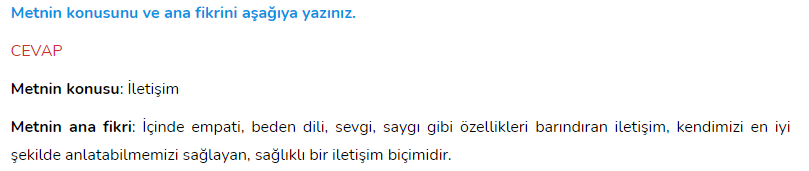 Metnin konusunu ve ana fikrini aşağıya yazınız.
CEVAP
Metnin konusu: İletişim
Metnin ana fikri: İçinde empati, beden dili, sevgi, saygı gibi özellikleri barındıran iletişim, kendimizi en iyi
şekilde anlatabilmemizi sağlayan, sağlıklı bir iletişim biçimidir.